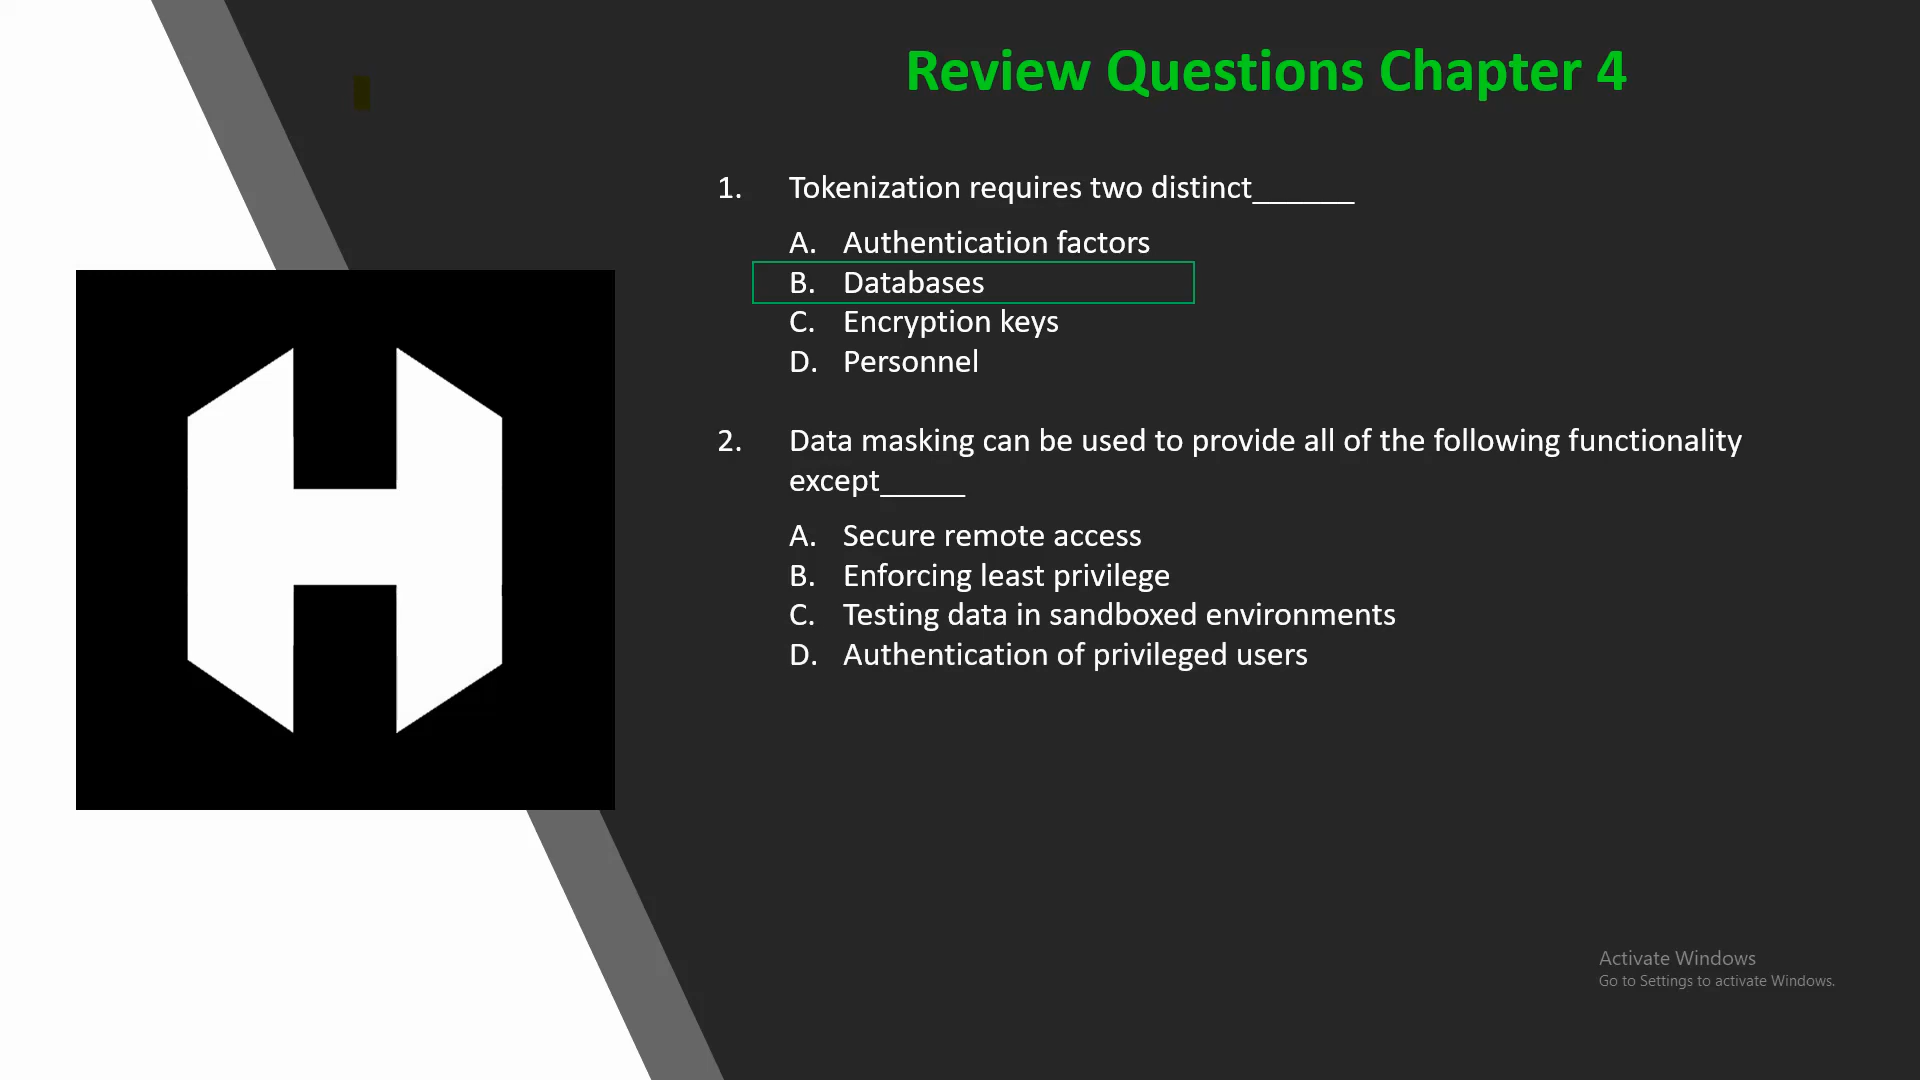 Review Questions Chapter 4
1. Tokenization requires two distinct______
A. Authentication factors
B. Databases
C. Encryption keys
D. Personnel
2. Data masking can be used to provide all of the following functionality
except_____
A. Secure remote access
B. Enforcing least privilege
C. Testing data in sandboxed environments
D. Authentication of privileged users
Activate Windows
Go to Settings to activate Windows.